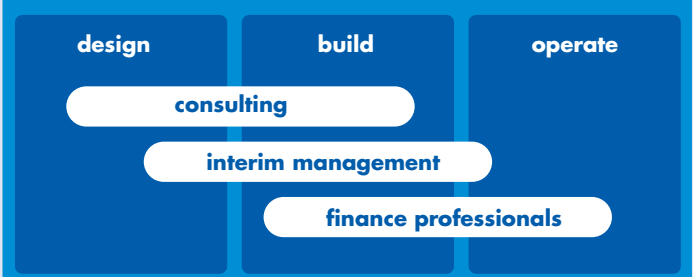 design build operate
consulting
interim management
finance professionals